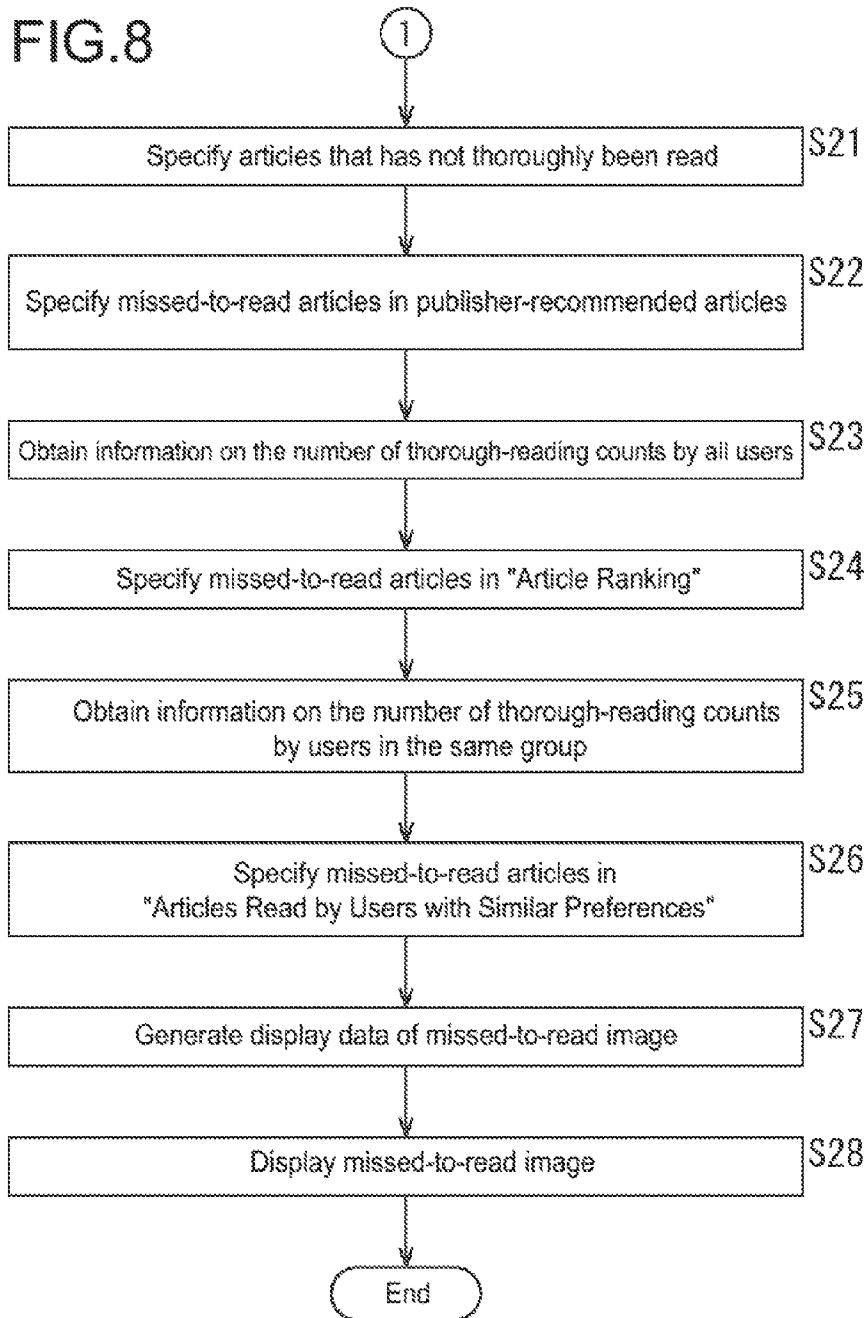 FIG.8
1
Specify articles that has not thoroughly been read
S21
Specify missed-to-read articles in publisher-recommended articles
S22
Obtain information on the number of thorough-reading counts by all users
S23
Specify missed-to-read articles in "Article Ranking"
S24
Obtain information on the number of thorough-reading counts
by users in the same group
S25
Specify missed-to-read articles in
"Articles Read by Users with Similar Preferences"
S26
Generate display data of missed-to-read image
S27
Display missed-to-read image
S28
End